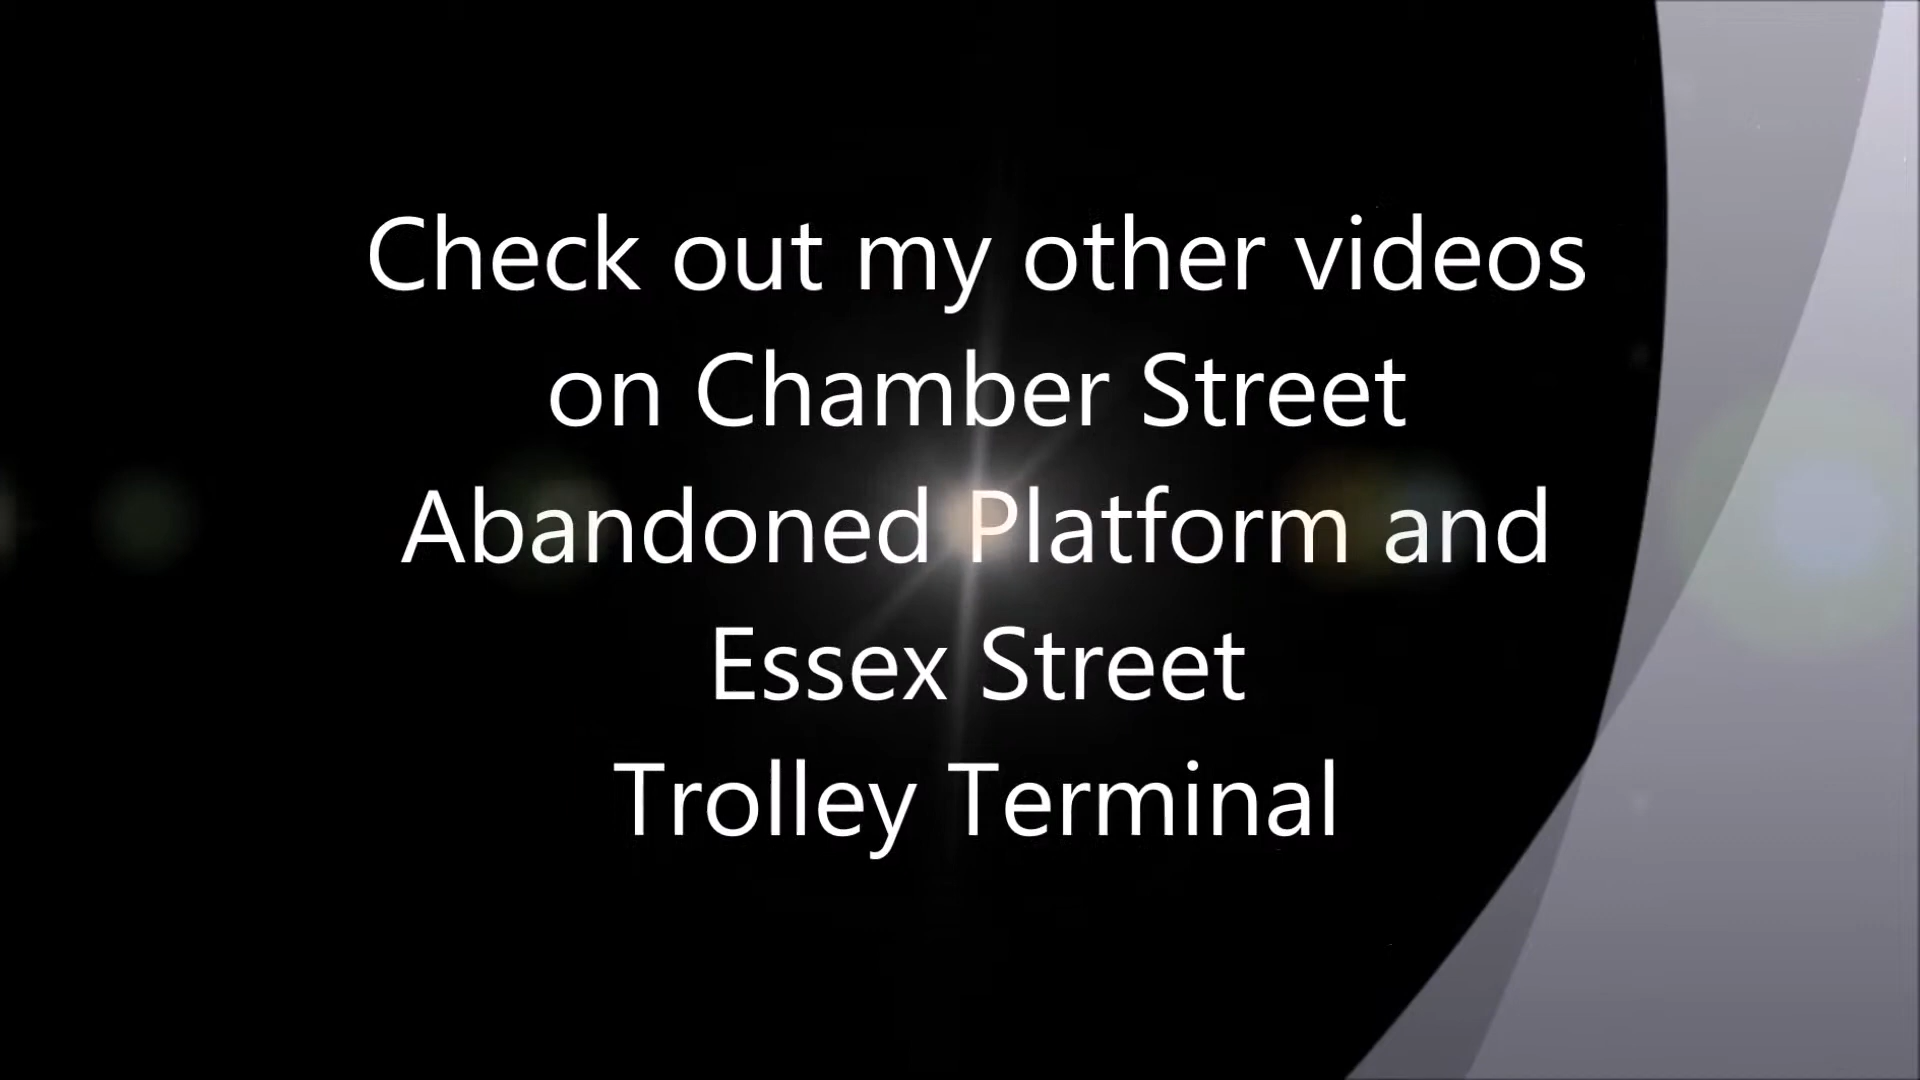 Check out my other videos
on Chamber Street
Abandoned Platform and
Essex Street
Trolley Terminal